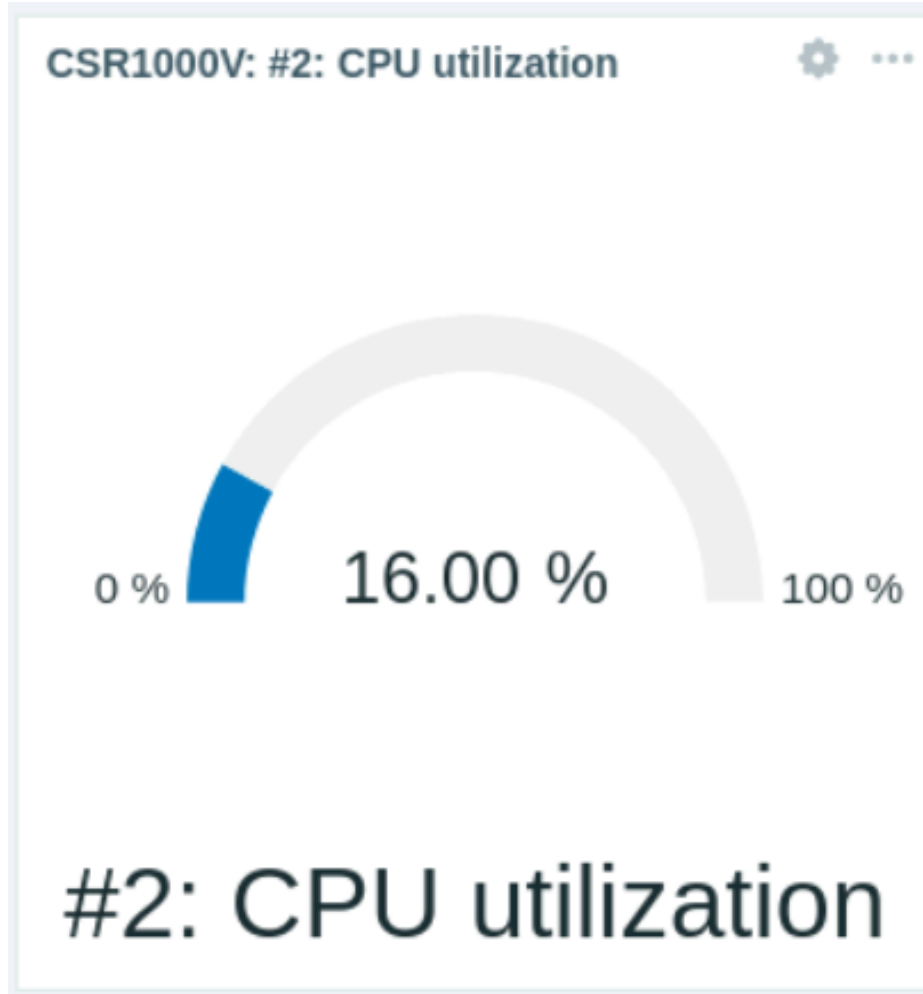 CSR1000V: #2: CPU utilization
0 % 16.00 % 100 %
#2: CPU utilization